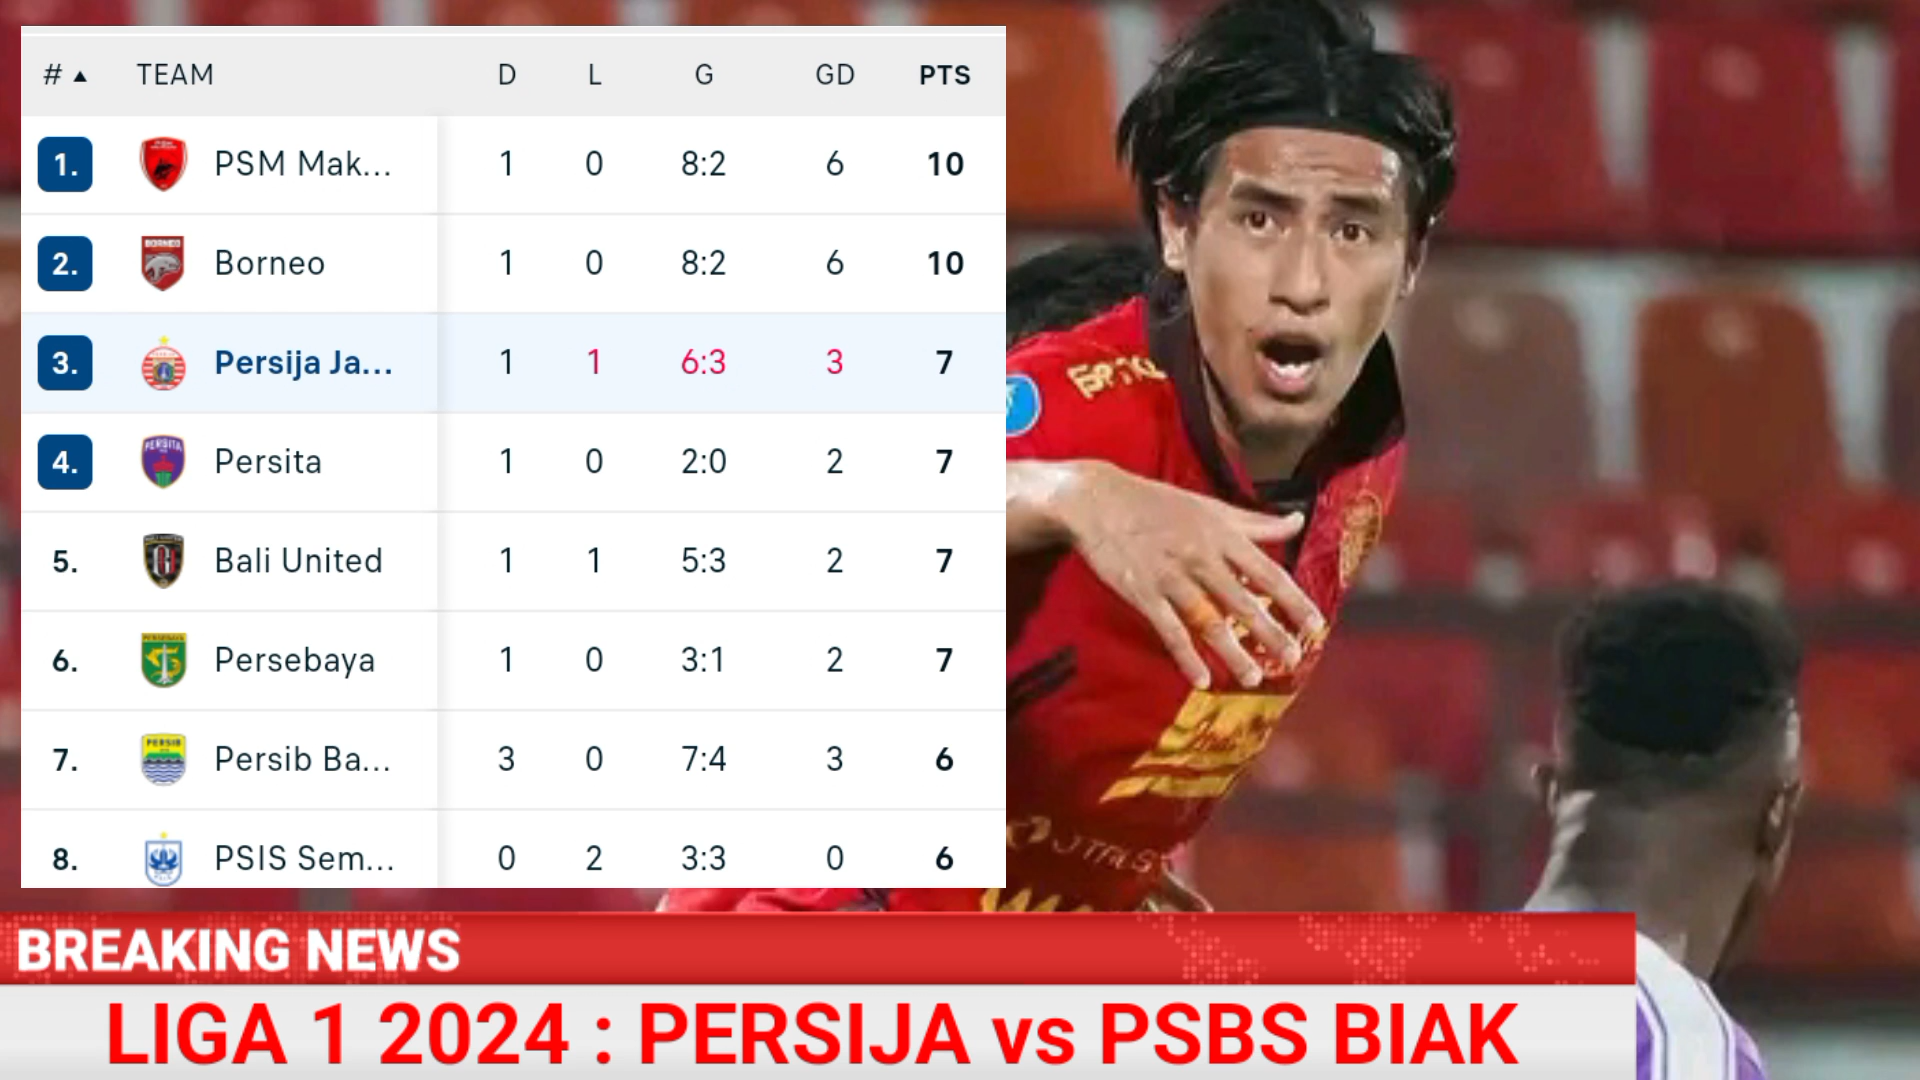 # ▲ TEAM D L G GD PTS
1. PSM Mak... 1 0 8:2 6 10
2. Borneo 1 0 8:2 6 10
3. Persija Ja... 1 1 6:3 3 7
4. Persita 1 0 2:0 2 7
5. Bali United 1 1 5:3 2 7
6. Persebaya 1 0 3:1 2 7
7. Persib Ba... 3 0 7:4 3 6
8. PSIS Sem... 0 2 3:3 0 6
BORNEO
PERSITA
PERSEBAYA
PERSIB
BREAKING NEWS
LIGA 1 2024 : PERSIJA vs PSBS BIAK